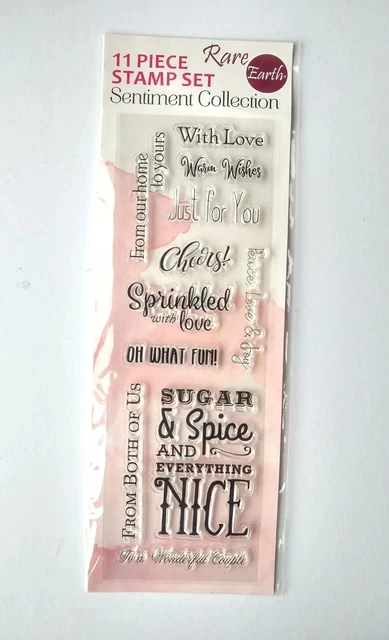 11 PIECE
STAMP SET
Rare
Earth
Sentiment Collection
With Love
Warm Wishes
Just for You
From our home
to yours
Cheers!
Peace, Love & Joy
Sprinkled
with love
OH WHAT FUN!
From Both of Us
SUGAR
& Spice
AND
EVERYTHING
NICE
To a Wonderful Couple